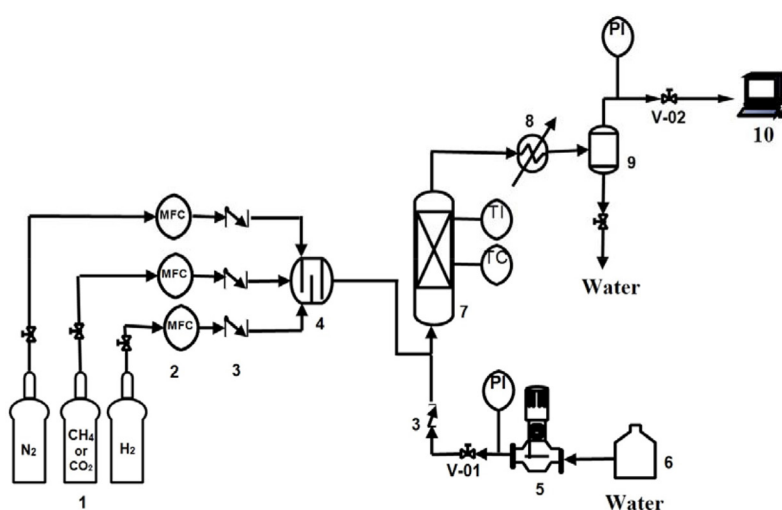 PI
8
V-02
10
9
MFC
TI
MFC
TC
Water
4
7
MFC
2
3
PI
3
N2
CH4
or
CO2
H2
V-01
5
6
1
Water